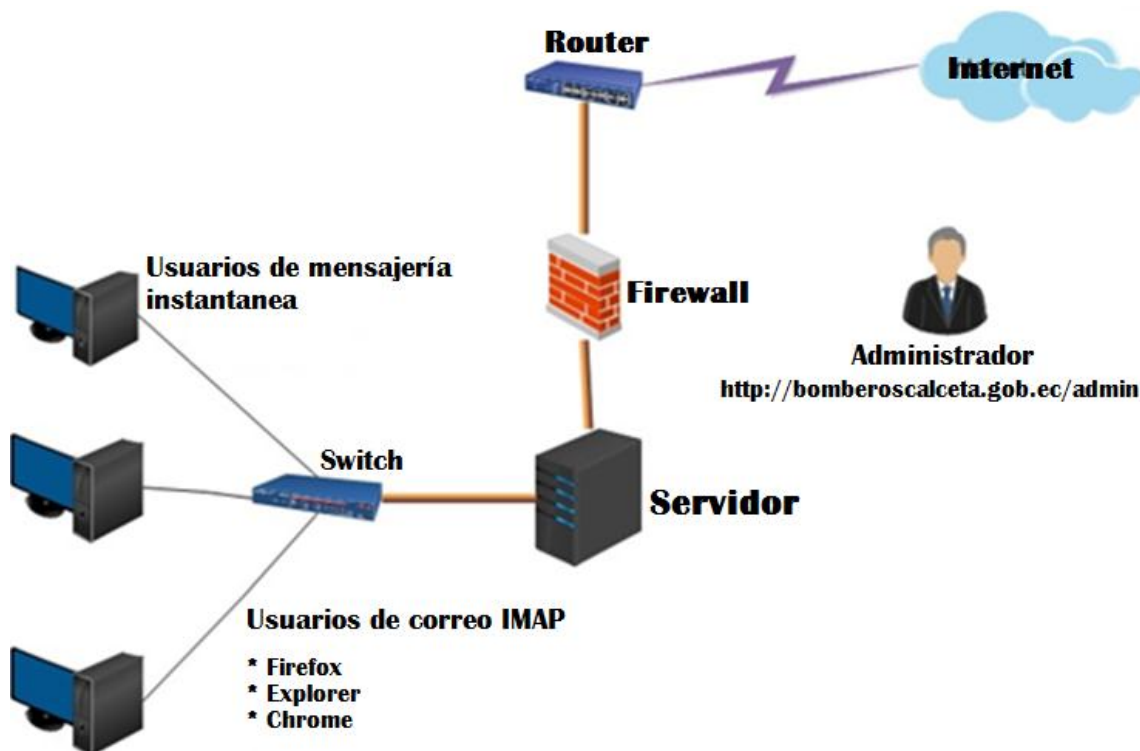 Router
Internet
Usuarios de mensajería
instantanea
Firewall
Administrador
http://bomberoscalceta.gob.ec/admin
Switch
Servidor
Usuarios de correo IMAP
* Firefox
* Explorer
* Chrome